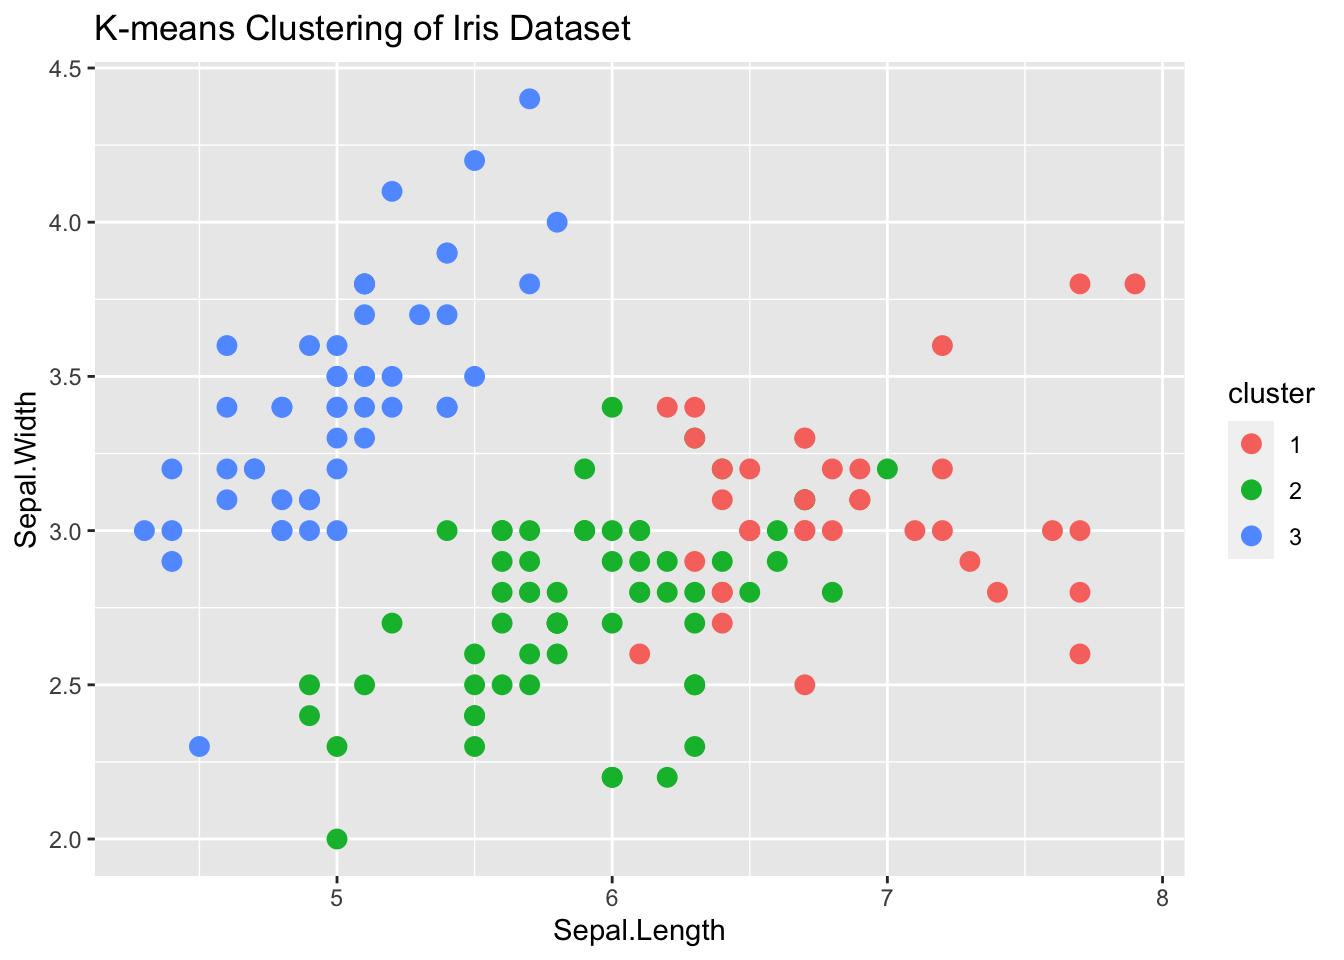 K-means Clustering of Iris Dataset
4.5
4.0
3.5
3.0
2.5
2.0
Sepal.Width
5 6 7 8
Sepal.Length
cluster
1
2
3